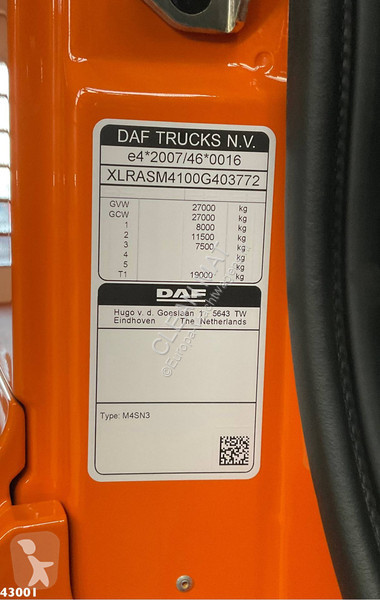 DAF TRUCKS N.V.
e4*2007/46*0016
XLRASM4100G403772
GVW 27000 kg
GCW 27000 kg
1 8000 kg
2 11500 kg
3 7500 kg
4 kg
5 kg
T1 19000 kg
DAF
Hugo v. d. Goeslaan 1 5643 TW
Eindhoven The Netherlands
Type: M4SN3
43001